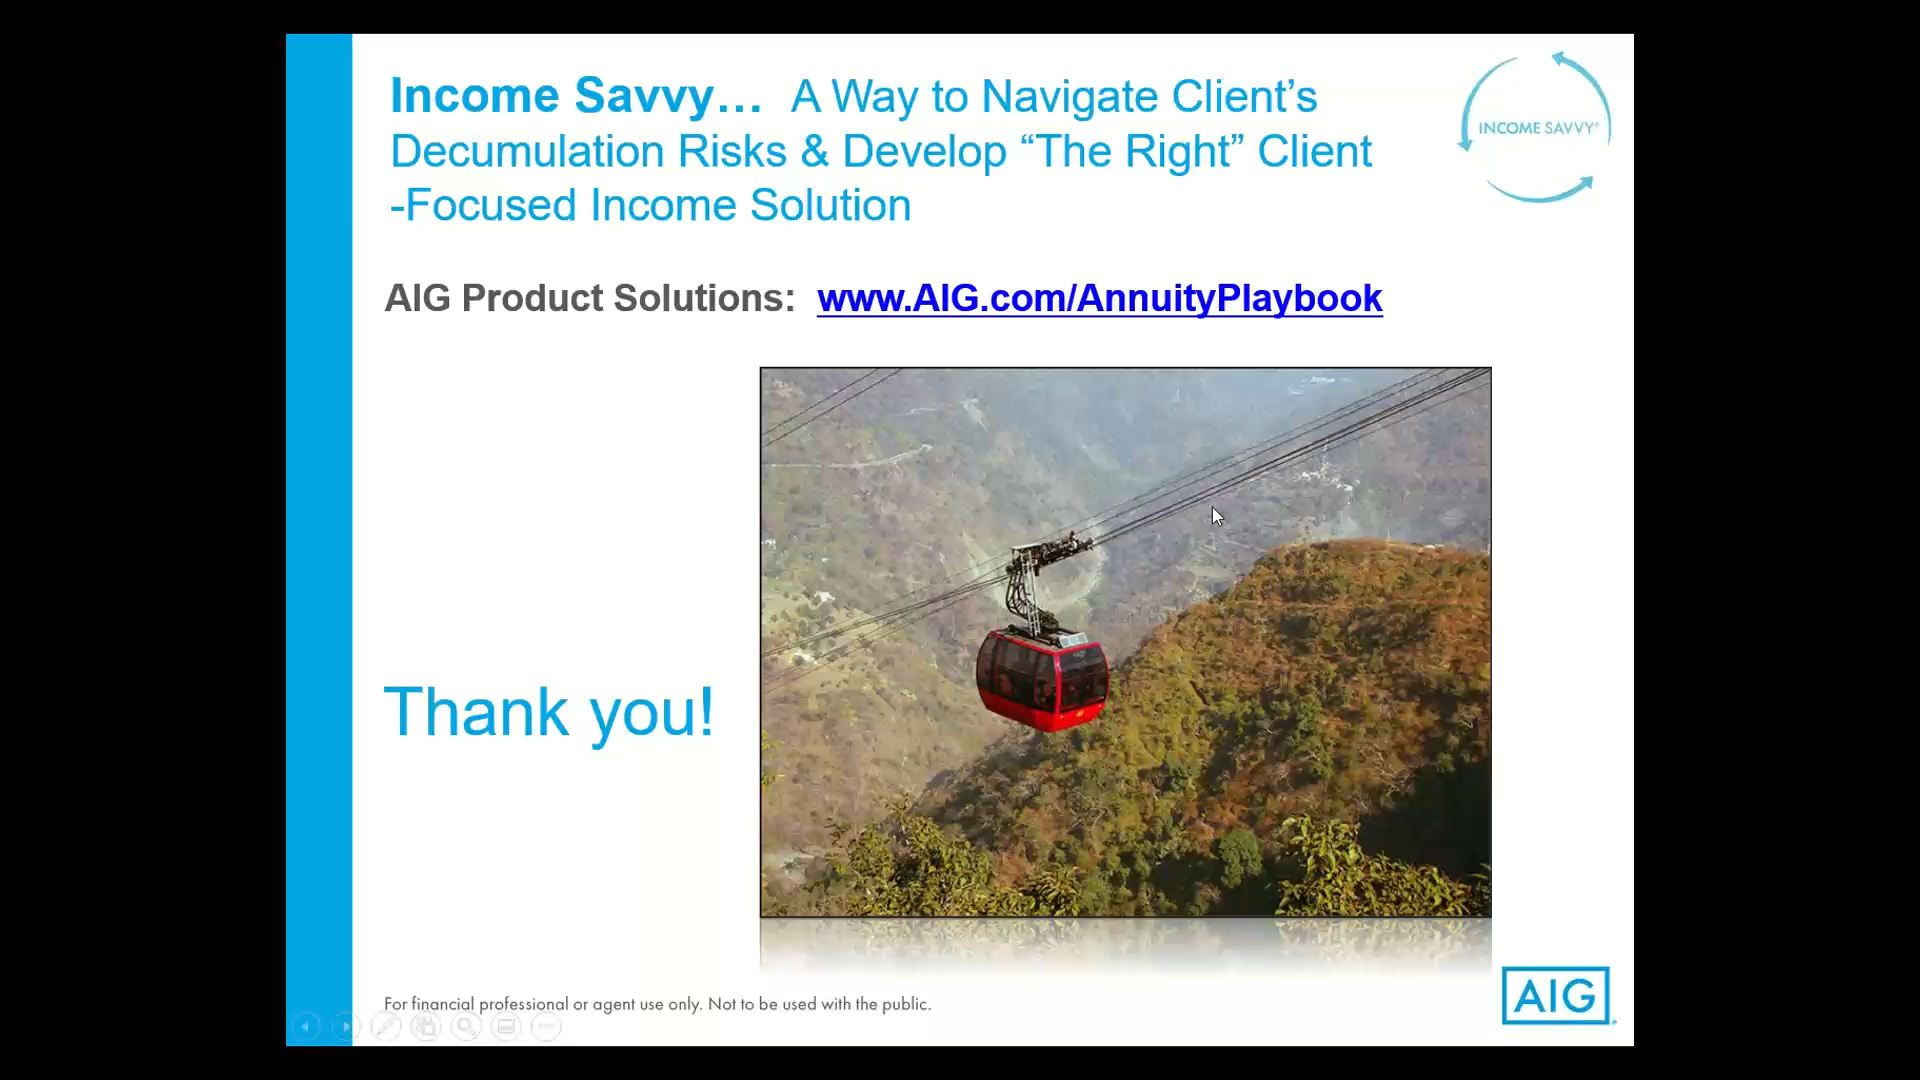 Income Savvy… A Way to Navigate Client’s
Decumulation Risks & Develop “The Right” Client
-Focused Income Solution
INCOME SAVVY®
AIG Product Solutions: www.AIG.com/AnnuityPlaybook
Thank you!
For financial professional or agent use only. Not to be used with the public.
AIG